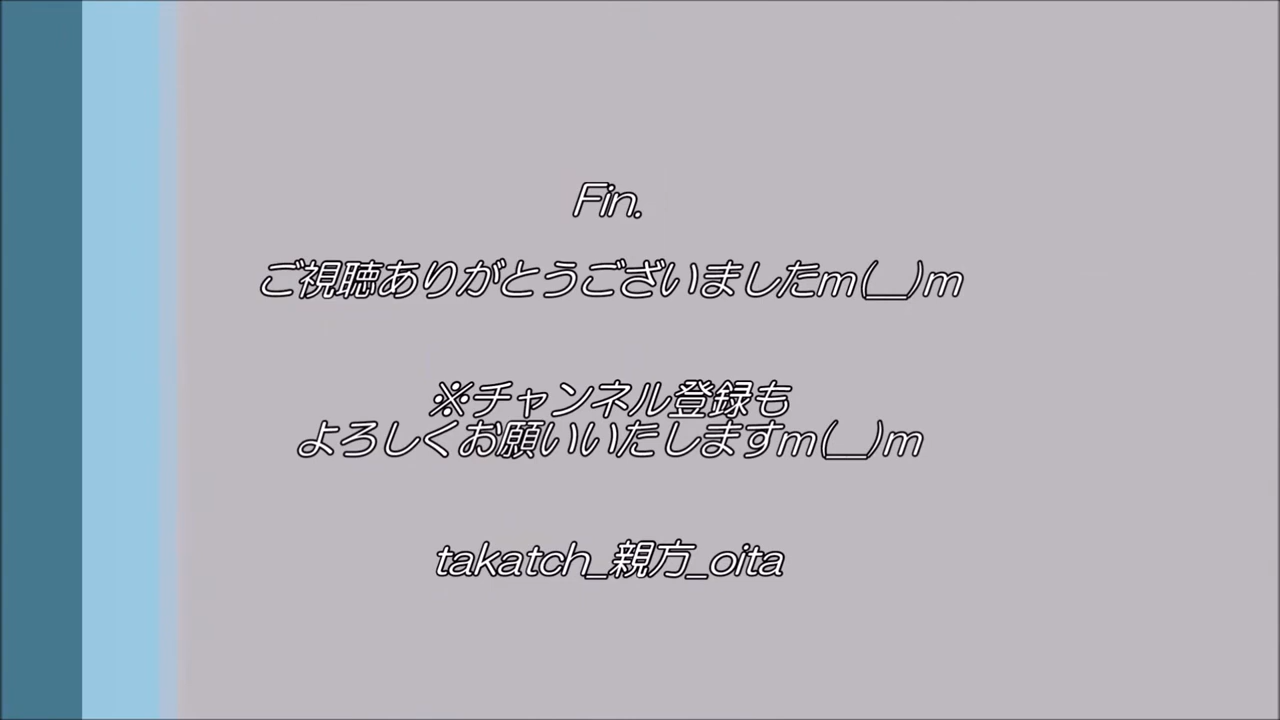 Fin.
ご視聴ありがとうございましたm(__)m
※チャンネル登録も
よろしくお願いいたしますm(__)m
takatch_親方_oita